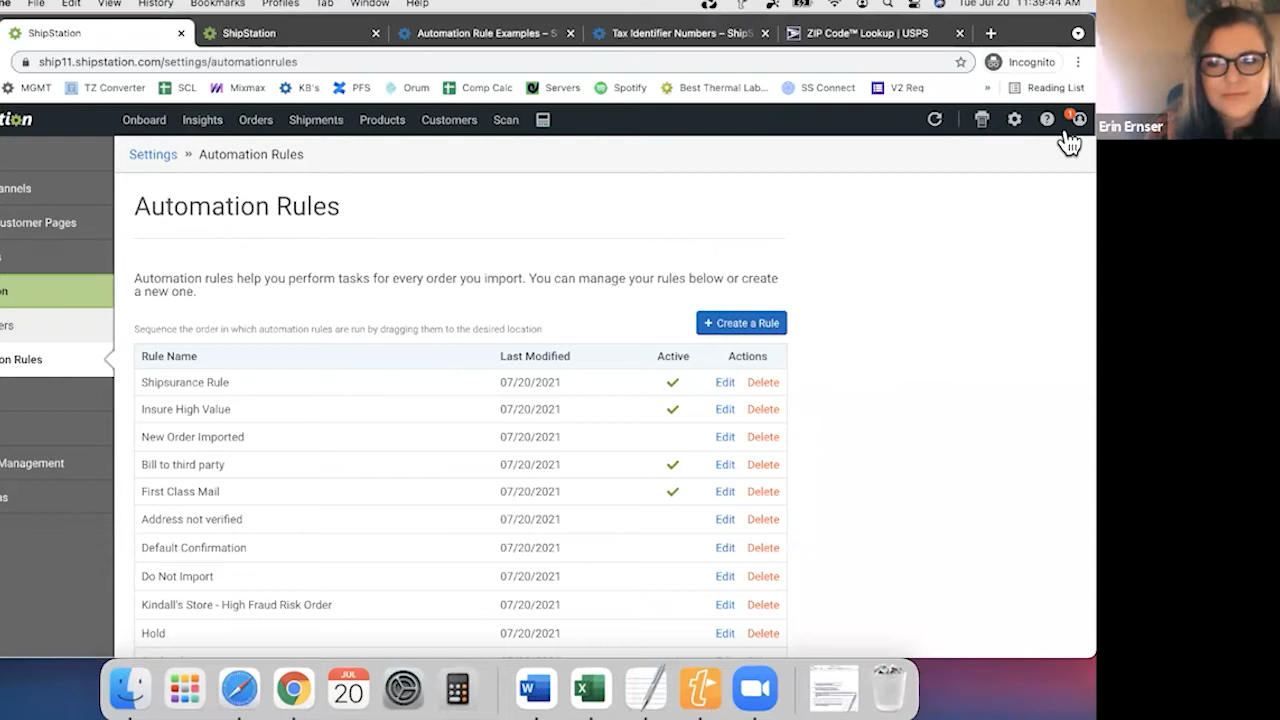 File Edit View History Bookmarks Profiles Tab Window Help Tue Jul 20 11:39:44 AM
ShipStation ShipStation Automation Rule Examples – S Tax Identifier Numbers – ShipS ZIP Code™ Lookup | USPS
ship11.shipstation.com/settings/automationrules Incognito
MGMT TZ Converter SCL Mixmax KB's PFS Orum Comp Calc Servers Spotify Best Thermal Lab... SS Connect V2 Req » Reading List
tion Onboard Insights Orders Shipments Products Customers Scan 1
Erin Ernser
Settings » Automation Rules
annels
Automation Rules
ustomer Pages
s
Automation rules help you perform tasks for every order you import. You can manage your rules below or create
a new one.
on
ers
Sequence the order in which automation rules are run by dragging them to the desired location + Create a Rule
on Rules
Rule Name Last Modified Active Actions
Shipsurance Rule 07/20/2021 Edit Delete
Insure High Value 07/20/2021 Edit Delete
New Order Imported 07/20/2021 Edit Delete
Management
Bill to third party 07/20/2021 Edit Delete
ns
First Class Mail 07/20/2021 Edit Delete
Address not verified 07/20/2021 Edit Delete
Default Confirmation 07/20/2021 Edit Delete
Do Not Import 07/20/2021 Edit Delete
Kindall's Store - High Fraud Risk Order 07/20/2021 Edit Delete
Hold 07/20/2021 Edit Delete
JUL
20